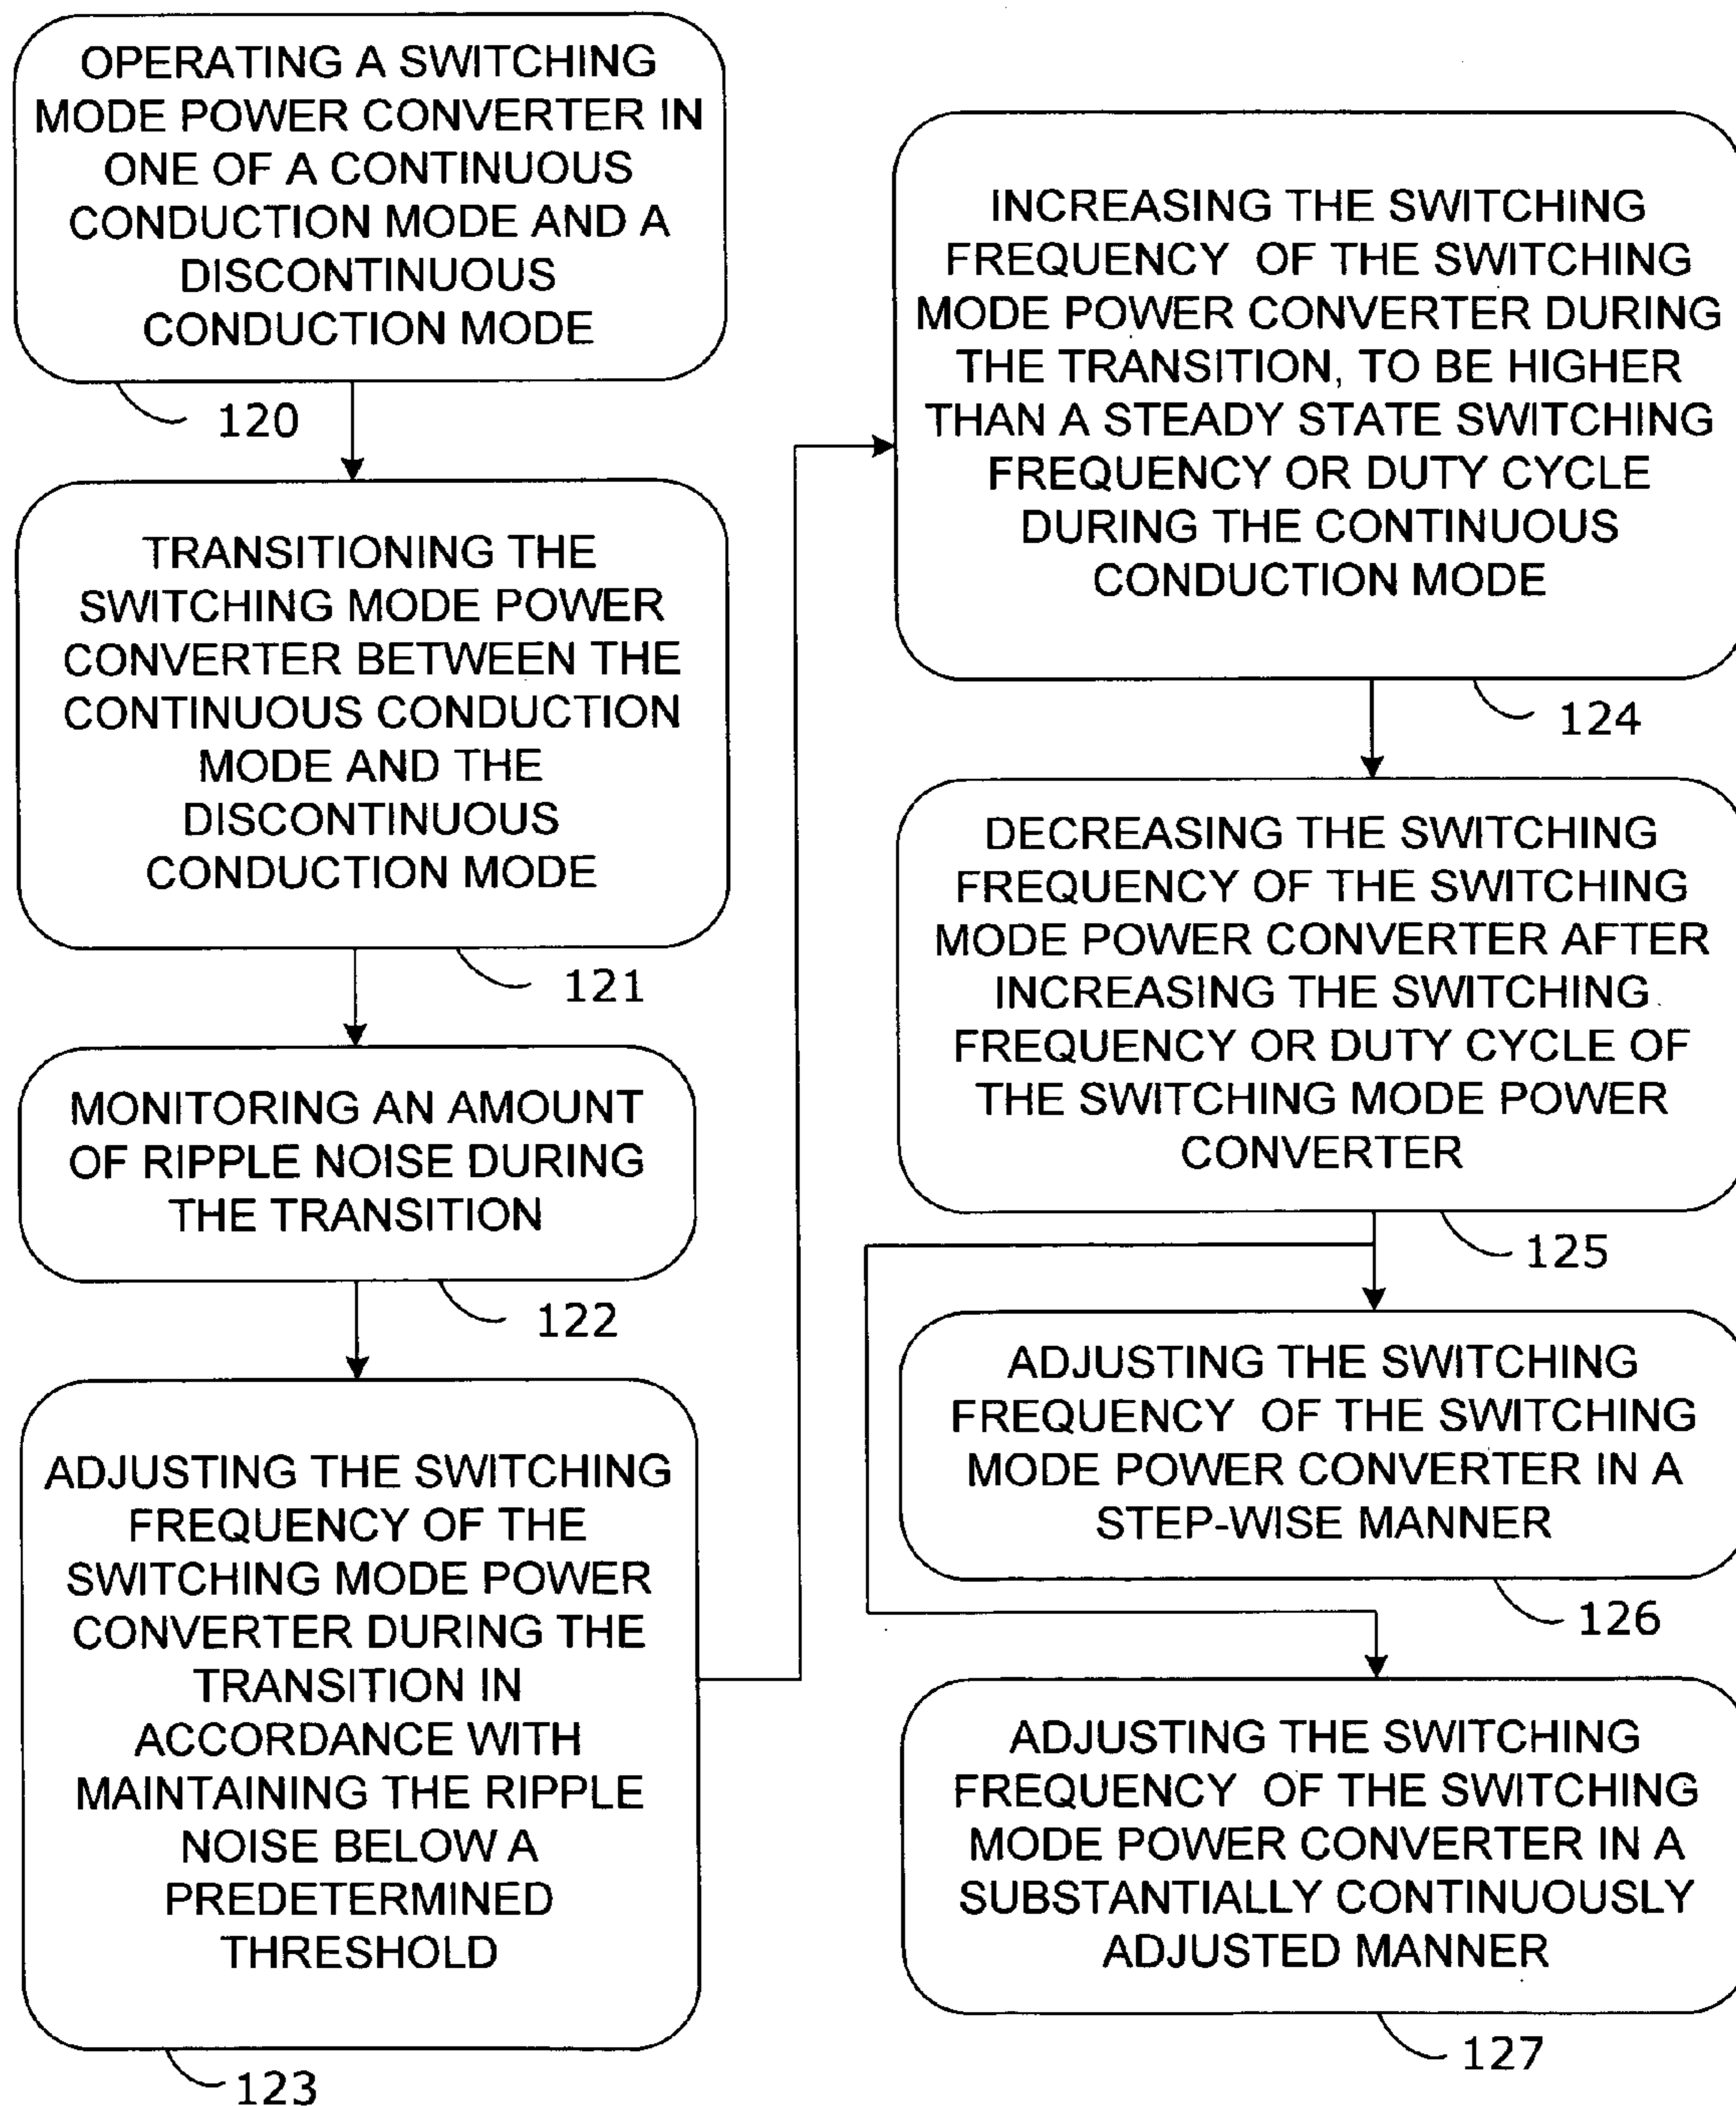 OPERATING A SWITCHING
MODE POWER CONVERTER IN
ONE OF A CONTINUOUS
CONDUCTION MODE AND A
DISCONTINUOUS
CONDUCTION MODE
120
TRANSITIONING THE
SWITCHING MODE POWER
CONVERTER BETWEEN THE
CONTINUOUS CONDUCTION
MODE AND THE
DISCONTINUOUS
CONDUCTION MODE
121
MONITORING AN AMOUNT
OF RIPPLE NOISE DURING
THE TRANSITION
122
ADJUSTING THE SWITCHING
FREQUENCY OF THE
SWITCHING MODE POWER
CONVERTER DURING THE
TRANSITION IN
ACCORDANCE WITH
MAINTAINING THE RIPPLE
NOISE BELOW A
PREDETERMINED
THRESHOLD
123
INCREASING THE SWITCHING
FREQUENCY OF THE SWITCHING
MODE POWER CONVERTER DURING
THE TRANSITION, TO BE HIGHER
THAN A STEADY STATE SWITCHING
FREQUENCY OR DUTY CYCLE
DURING THE CONTINUOUS
CONDUCTION MODE
124
DECREASING THE SWITCHING
FREQUENCY OF THE SWITCHING
MODE POWER CONVERTER AFTER
INCREASING THE SWITCHING
FREQUENCY OR DUTY CYCLE OF
THE SWITCHING MODE POWER
CONVERTER
125
ADJUSTING THE SWITCHING
FREQUENCY OF THE SWITCHING
MODE POWER CONVERTER IN A
STEP-WISE MANNER
126
ADJUSTING THE SWITCHING
FREQUENCY OF THE SWITCHING
MODE POWER CONVERTER IN A
SUBSTANTIALLY CONTINUOUSLY
ADJUSTED MANNER
127